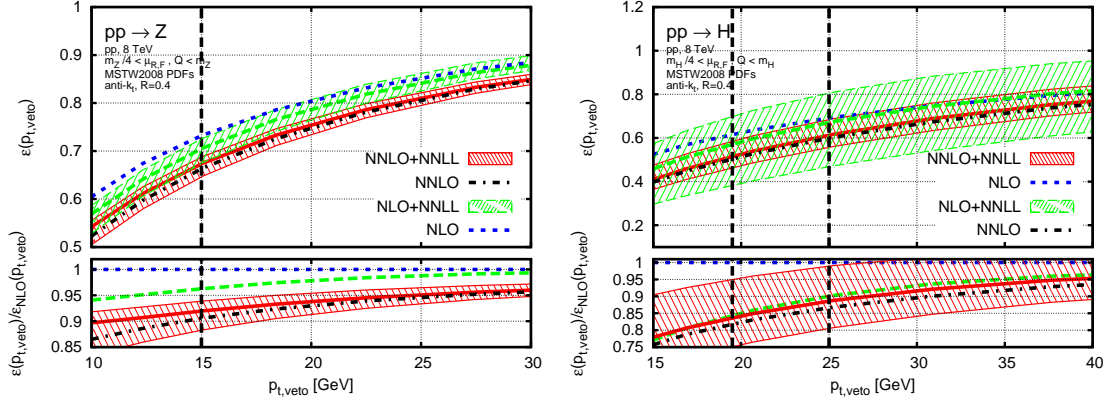 pp → Z
pp, 8 TeV
m_Z /4 < μ_R,F , Q < m_Z
MSTW2008 PDFs
anti-k_t, R=0.4
ε(p_t,veto)
1
0.9
0.8
0.7
0.6
0.5
NNLO+NNLL
NNLO
NLO+NNLL
NLO
ε(p_t,veto)/ε_NLO(p_t,veto)
1
0.95
0.9
0.85
10 15 20 25 30
p_t,veto [GeV]
pp → H
pp, 8 TeV
m_H /4 < μ_R,F , Q < m_H
MSTW2008 PDFs
anti-k_t, R=0.4
ε(p_t,veto)
1.2
1
0.8
0.6
0.4
0.2
NNLO+NNLL
NLO
NLO+NNLL
NNLO
ε(p_t,veto)/ε_NLO(p_t,veto)
1
0.95
0.9
0.85
0.8
0.75
15 20 25 30 35 40
p_t,veto [GeV]